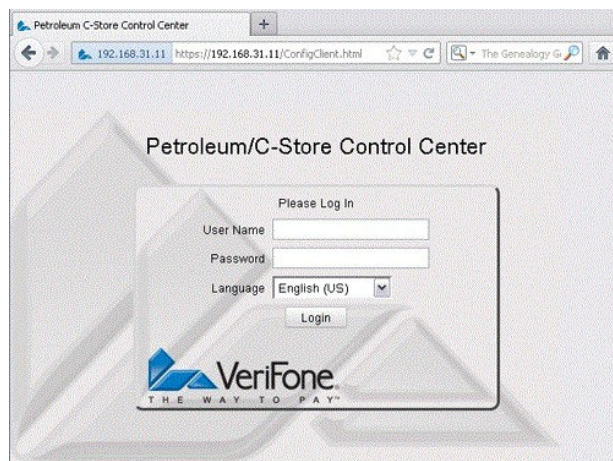 Petroleum C-Store Control Center
192.168.31.11 https://192.168.31.11/ConfigClient.html
The Genealogy G
Petroleum/C-Store Control Center
Please Log In
User Name
Password
Language English (US)
Login
VeriFone
THE WAY TO PAY™